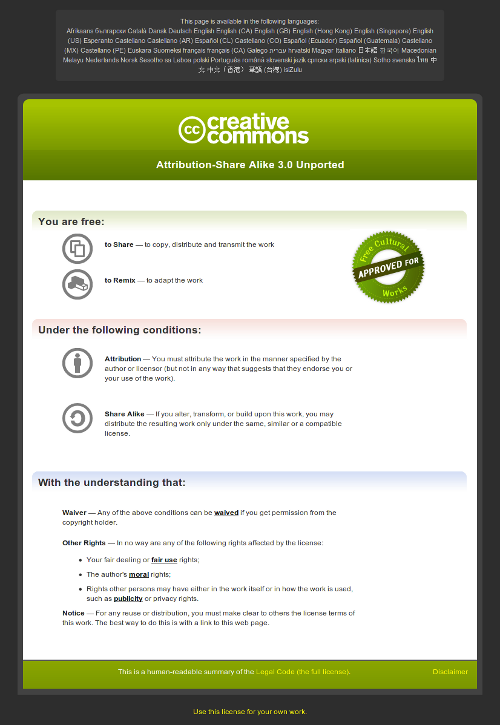 This page is available in the following languages:
Afrikaans български Català Dansk Deutsch English English (CA) English (GB) English (Hong Kong) English (Singapore) English
(US) Esperanto Castellano Castellano (AR) Español (CL) Castellano (CO) Español (Ecuador) Español (Guatemala) Castellano
(MX) Castellano (PE) Euskara Suomeksi français français (CA) Galego עברית hrvatski Magyar Italiano 日本語 한국어 Macedonian
Melayu Nederlands Norsk Sesotho sa Leboa polski Português română slovenski jezik српски srpski (latinica) Sotho svenska ไทย 中
文 華語 (台灣) isiZulu
cc creative commons
Attribution-Share Alike 3.0 Unported
You are free:
to Share — to copy, distribute and transmit the work
to Remix — to adapt the work
Free Cultural
APPROVED FOR
Works
Under the following conditions:
Attribution — You must attribute the work in the manner specified by the
author or licensor (but not in any way that suggests that they endorse you or
your use of the work).
Share Alike — If you alter, transform, or build upon this work, you may
distribute the resulting work only under the same, similar or a compatible
license.
With the understanding that:
Waiver — Any of the above conditions can be waived if you get permission from the
copyright holder.
Other Rights — In no way are any of the following rights affected by the license:
• Your fair dealing or fair use rights;
• The author's moral rights;
• Rights other persons may have either in the work itself or in how the work is used,
such as publicity or privacy rights.
Notice — For any reuse or distribution, you must make clear to others the license terms of
this work. The best way to do this is with a link to this web page.
This is a human-readable summary of the Legal Code (the full license).
Disclaimer
Use this license for your own work.